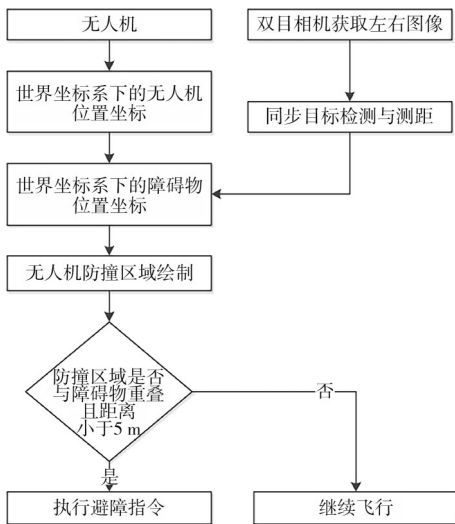 无人机
双目相机获取左右图像
世界坐标系下的无人机
位置坐标
同步目标检测与测距
世界坐标系下的障碍物
位置坐标
无人机防撞区域绘制
防撞区域是否
与障碍物重叠
且距离
小于5 m
否
是
执行避障指令
继续飞行